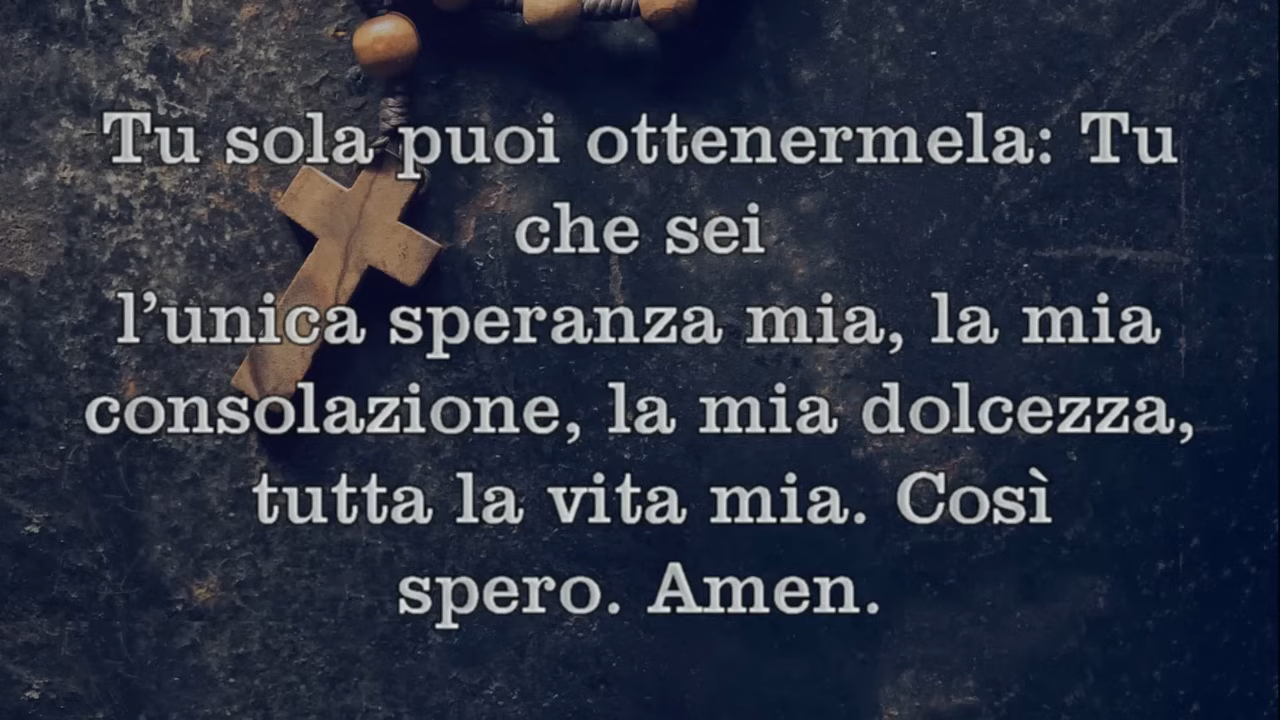 Tu sola puoi ottenermela: Tu
che sei
l’unica speranza mia, la mia
consolazione, la mia dolcezza,
tutta la vita mia. Così
spero. Amen.